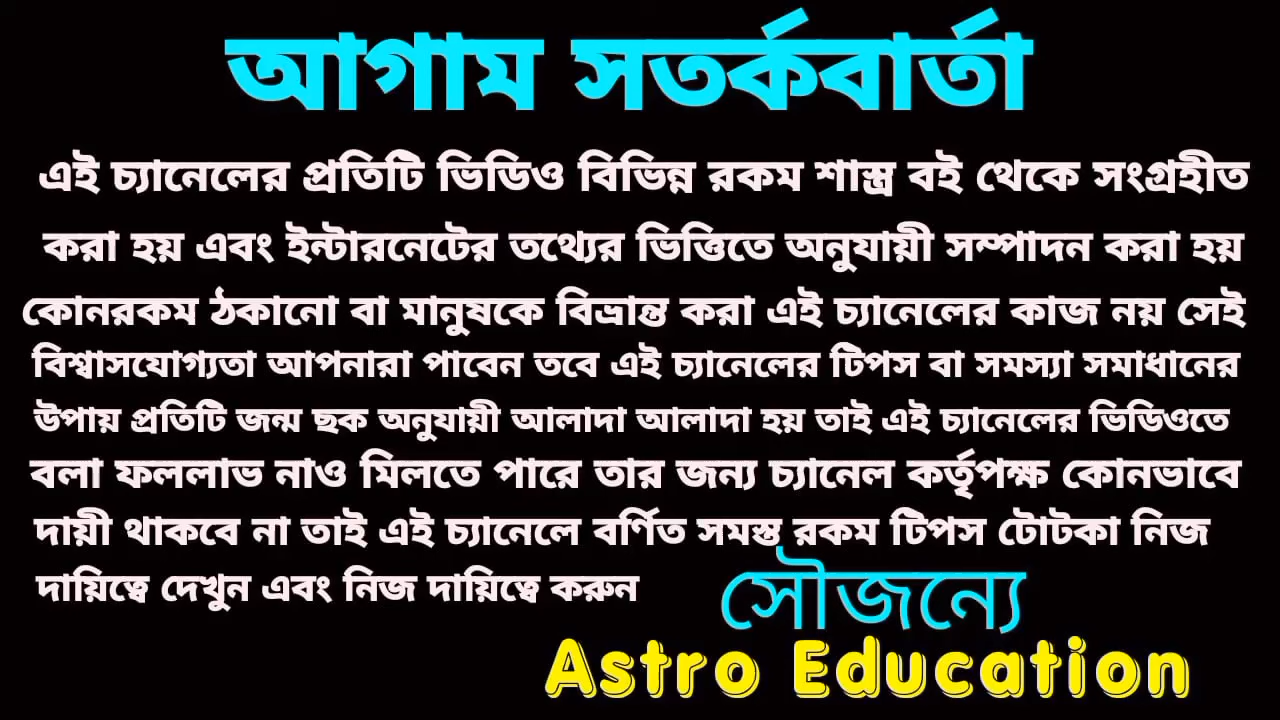 আগাম সতর্কবার্তা
এই চ্যানেলের প্রতিটি ভিডিও বিভিন্ন রকম শাস্ত্র বই থেকে সংগ্রহীত
করা হয় এবং ইন্টারনেটের তথ্যের ভিত্তিতে অনুযায়ী সম্পাদন করা হয়
কোনরকম ঠকানো বা মানুষকে বিভ্রান্ত করা এই চ্যানেলের কাজ নয় সেই
বিশ্বাসযোগ্যতা আপনারা পাবেন তবে এই চ্যানেলের টিপস বা সমস্যা সমাধানের
উপায় প্রতিটি জন্ম ছক অনুযায়ী আলাদা আলাদা হয় তাই এই চ্যানেলের ভিডিওতে
বলা ফললাভ নাও মিলতে পারে তার জন্য চ্যানেল কর্তৃপক্ষ কোনভাবে
দায়ী থাকবে না তাই এই চ্যানেলে বর্ণিত সমস্ত রকম টিপস টোটকা নিজ
দায়িত্বে দেখুন এবং নিজ দায়িত্বে করুন
সৌজন্যে
Astro Education